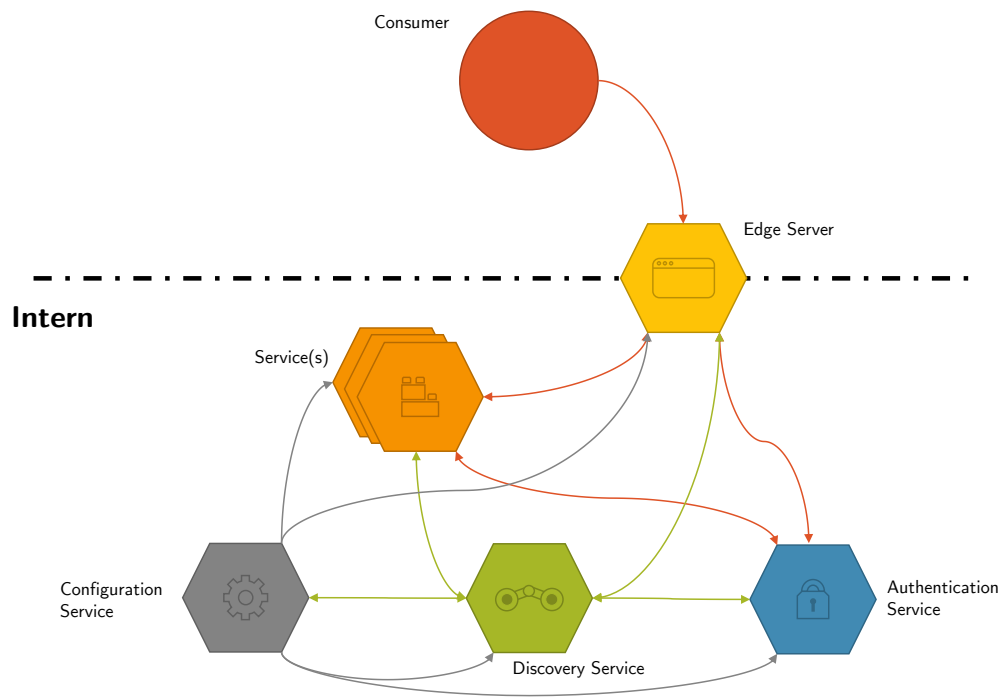 Consumer
Edge Server
Intern
Service(s)
Configuration
Service
Discovery Service
Authentication
Service